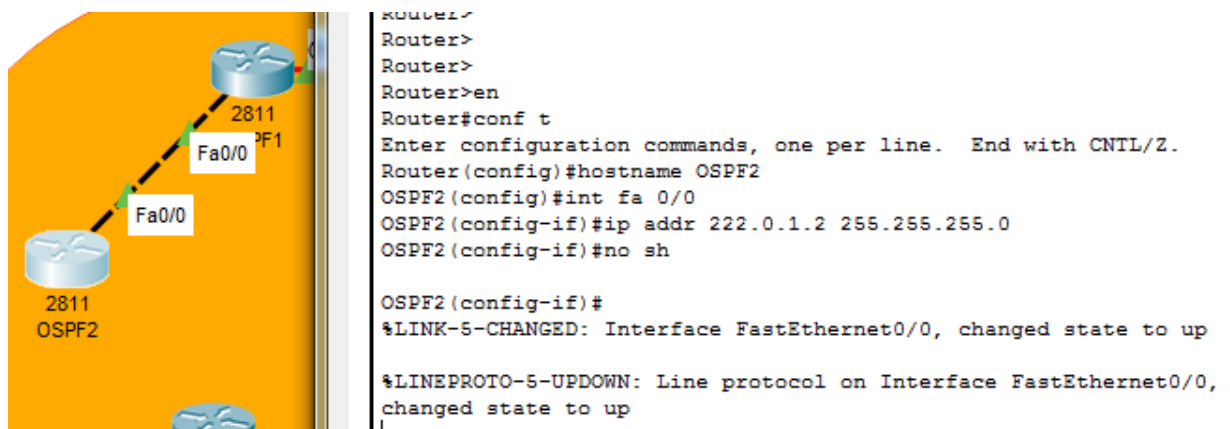 2811
PF1
Fa0/0
Fa0/0
2811
OSPF2
Router>
Router>
Router>
Router>en
Router#conf t
Enter configuration commands, one per line.  End with CNTL/Z.
Router(config)#hostname OSPF2
OSPF2(config)#int fa 0/0
OSPF2(config-if)#ip addr 222.0.1.2 255.255.255.0
OSPF2(config-if)#no sh
OSPF2(config-if)#
%LINK-5-CHANGED: Interface FastEthernet0/0, changed state to up
%LINEPROTO-5-UPDOWN: Line protocol on Interface FastEthernet0/0,
changed state to up